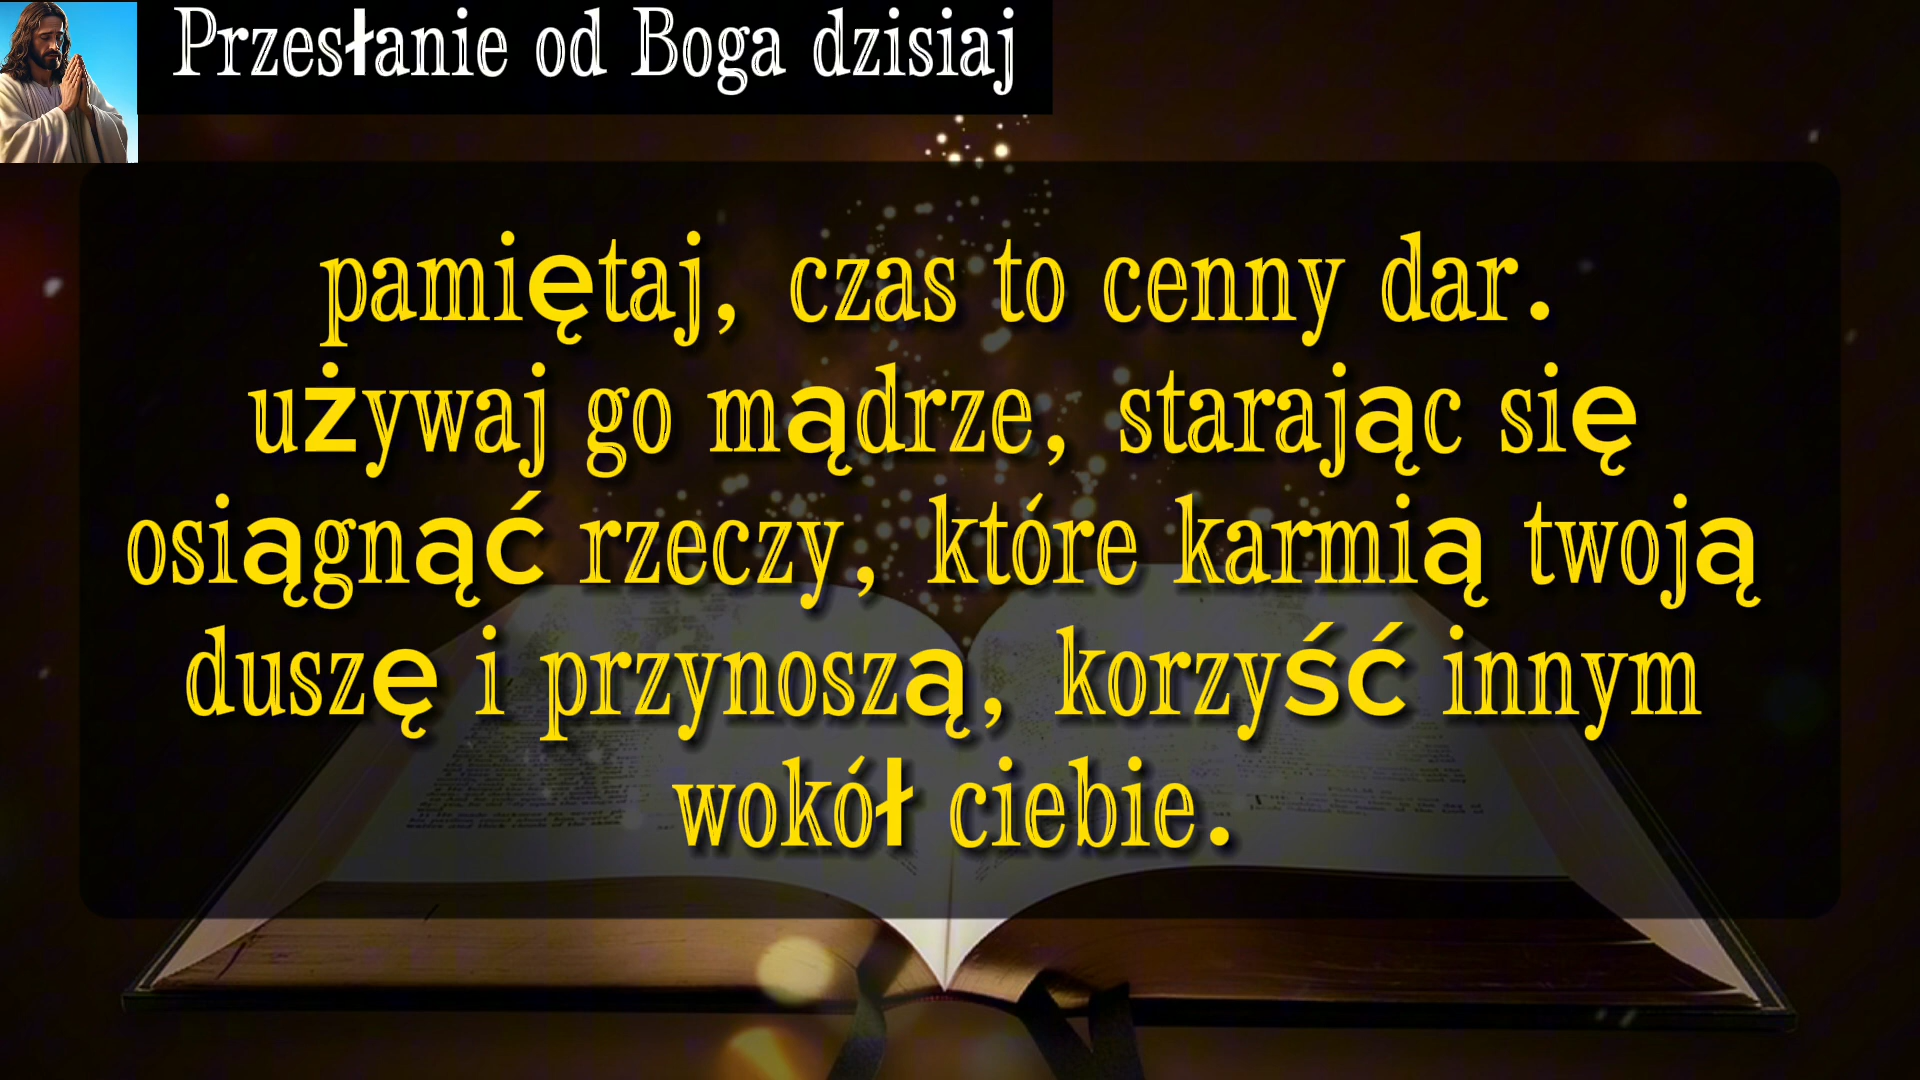 Przesłanie od Boga dzisiaj
pamiętaj, czas to cenny dar.
używaj go mądrze, starając się
osiągnąć rzeczy, które karmią twoją
duszę i przynoszą, korzyść innym
wokół ciebie.